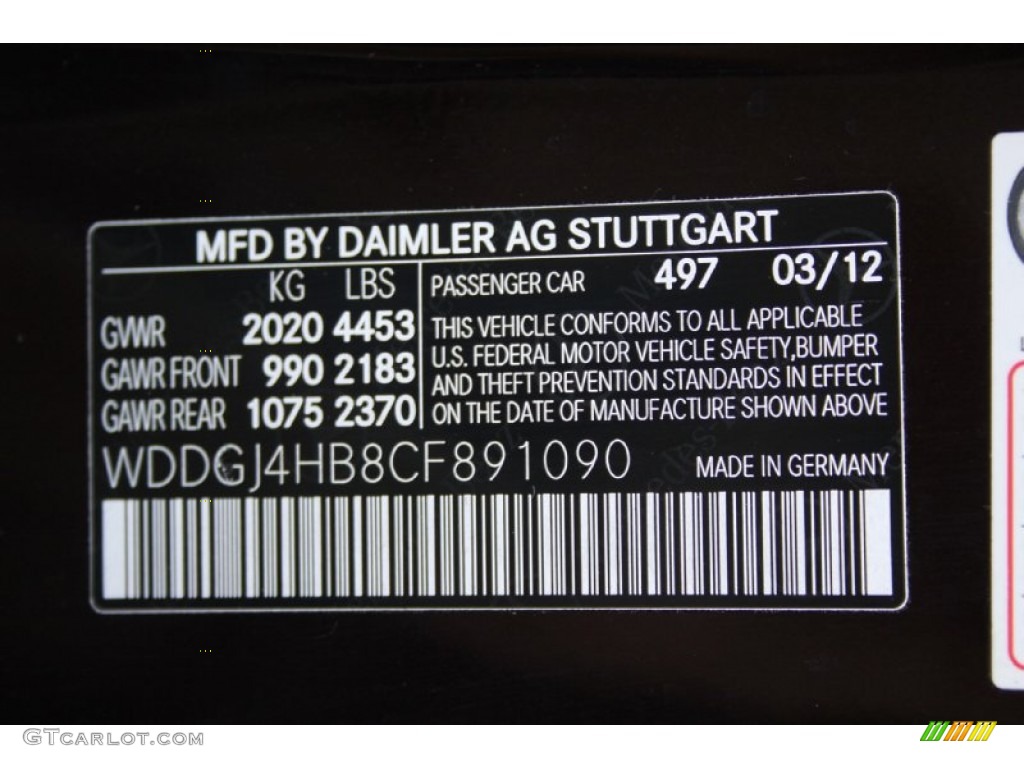 MFD BY DAIMLER AG STUTTGART
KG LBS
GVWR 2020 4453
GAWR FRONT 990 2183
GAWR REAR 1075 2370
PASSENGER CAR 497 03/12
THIS VEHICLE CONFORMS TO ALL APPLICABLE
U.S. FEDERAL MOTOR VEHICLE SAFETY,BUMPER
AND THEFT PREVENTION STANDARDS IN EFFECT
ON THE DATE OF MANUFACTURE SHOWN ABOVE
WDDGJ4HB8CF891090
MADE IN GERMANY
GTCARLOT.COM